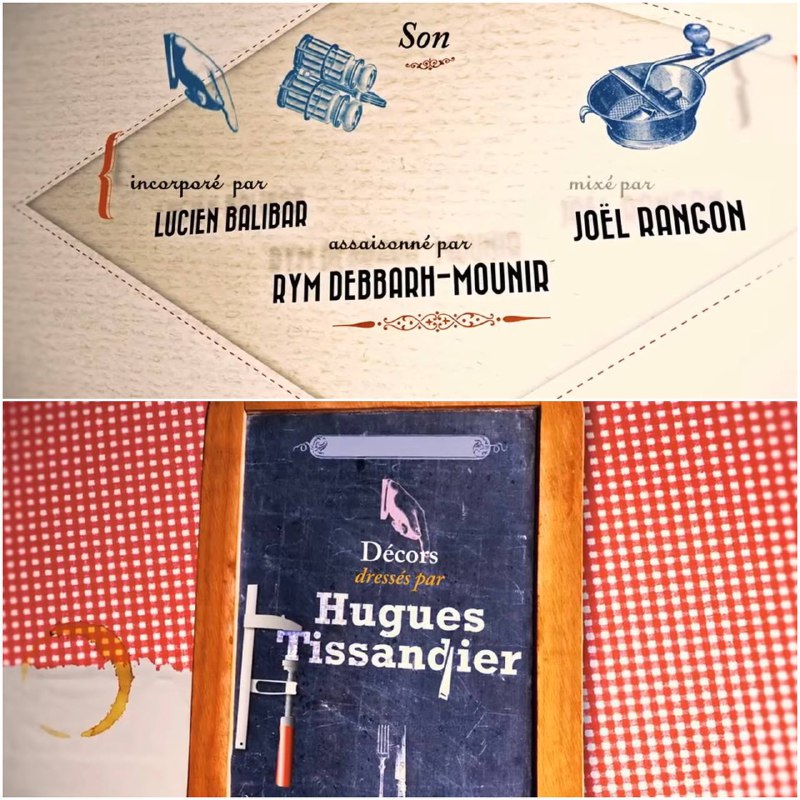 Son
incorporé par
LUCIEN BALIBAR
assaisonné par
RYM DEBBARH-MOUNIR
mixé par
JOËL RANGON
Décors
dressés par
Hugues
Tissandier